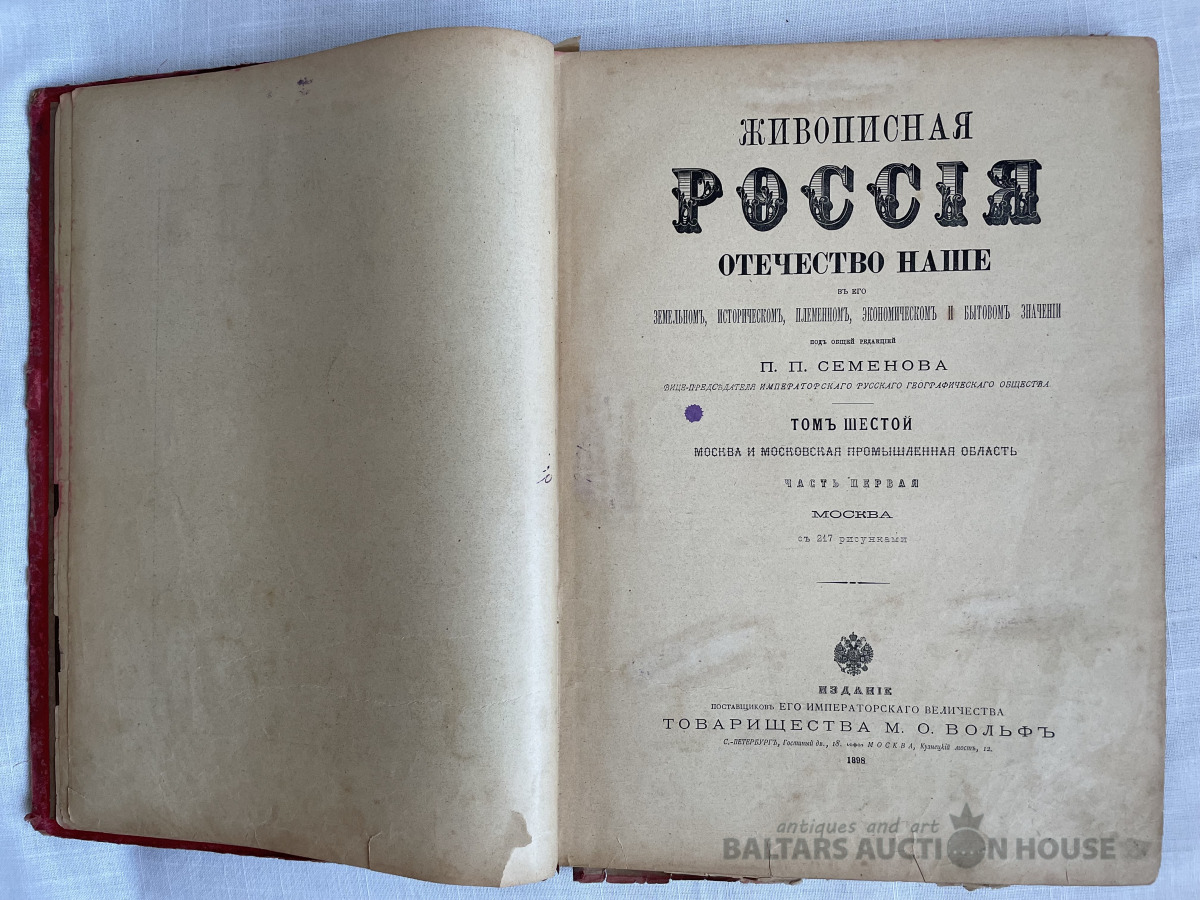 ЖИВОПИСНАЯ
РОССІЯ
ОТЕЧЕСТВО НАШЕ
ВЪ ЕГО
ЗЕМЕЛЬНОМЪ, ИСТОРИЧЕСКОМЪ, ПЛЕМЕННОМЪ, ЭКОНОМИЧЕСКОМЪ И БЫТОВОМЪ ЗНАЧЕНІИ
ПОДЪ ОБЩЕЙ РЕДАКЦІЕЙ
П. П. СЕМЕНОВА
ВИЦЕ-ПРЕДСѢДАТЕЛЯ ИМПЕРАТОРСКАГО РУССКАГО ГЕОГРАФИЧЕСКАГО ОБЩЕСТВА
ТОМЪ ШЕСТОЙ
МОСКВА И МОСКОВСКАЯ ПРОМЫШЛЕННАЯ ОБЛАСТЬ
ЧАСТЬ ПЕРВАЯ
МОСКВА
съ 217 рисунками
ИЗДАНІЕ
ПОСТАВЩИКОВЪ ЕГО ИМПЕРАТОРСКАГО ВЕЛИЧЕСТВА
ТОВАРИЩЕСТВА М. О. ВОЛЬФЪ
С.-ПЕТЕРБУРГЪ, Гостиный дв., 18. МОСКВА, Кузнецкій мостъ, 12.
1898
antiques and art
BALTARS AUCTION HOUSE